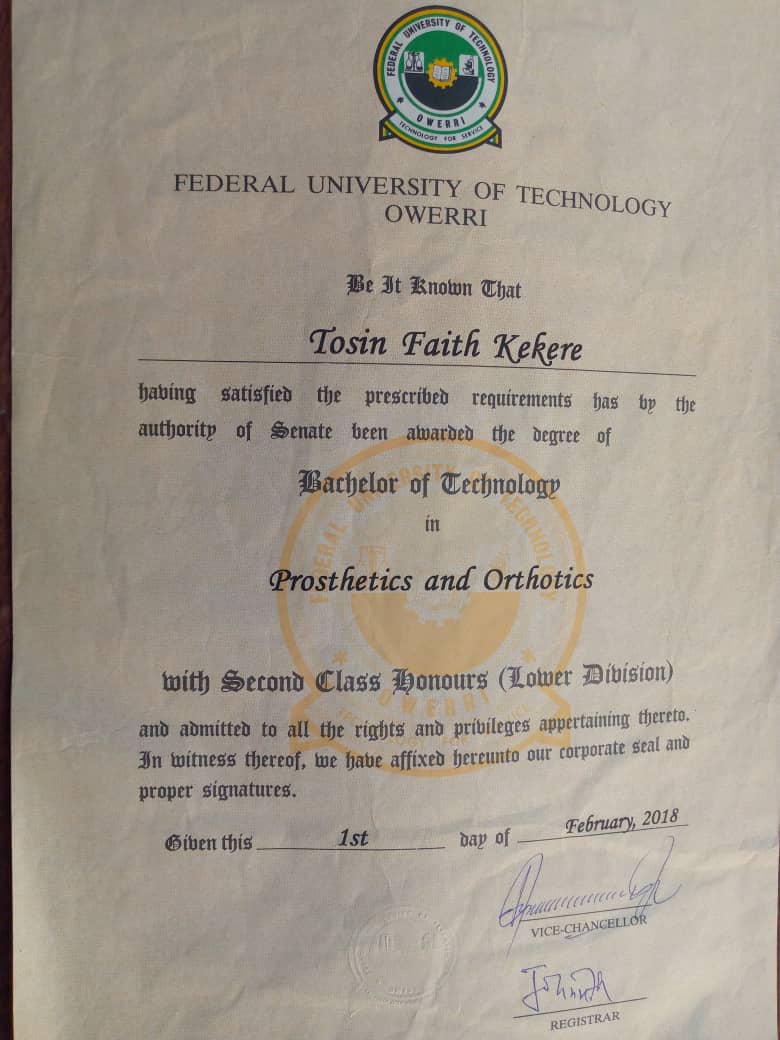 FEDERAL UNIVERSITY OF TECHNOLOGY
OWERRI
TECHNOLOGY FOR SERVICE
FEDERAL UNIVERSITY OF TECHNOLOGY
OWERRI
Be It Known That
Tosin Faith Kekere
having satisfied the prescribed requirements has by the
authority of Senate been awarded the degree of
Bachelor of Technology
in
Prosthetics and Orthotics
with Second Class Honours (Lower Division)
and admitted to all the rights and privileges appertaining thereto.
In witness thereof, we have affixed hereunto our corporate seal and
proper signatures.
Given this 1st day of February, 2018
VICE-CHANCELLOR
REGISTRAR